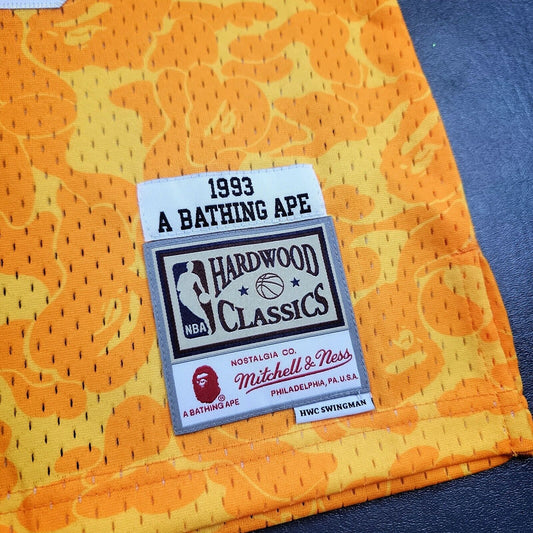 1993
A BATHING APE
HARDWOOD
CLASSICS
NBA
NOSTALGIA CO.
Mitchell & Ness
PHILADELPHIA, PA. U.S.A.
A BATHING APE
HWC SWINGMAN